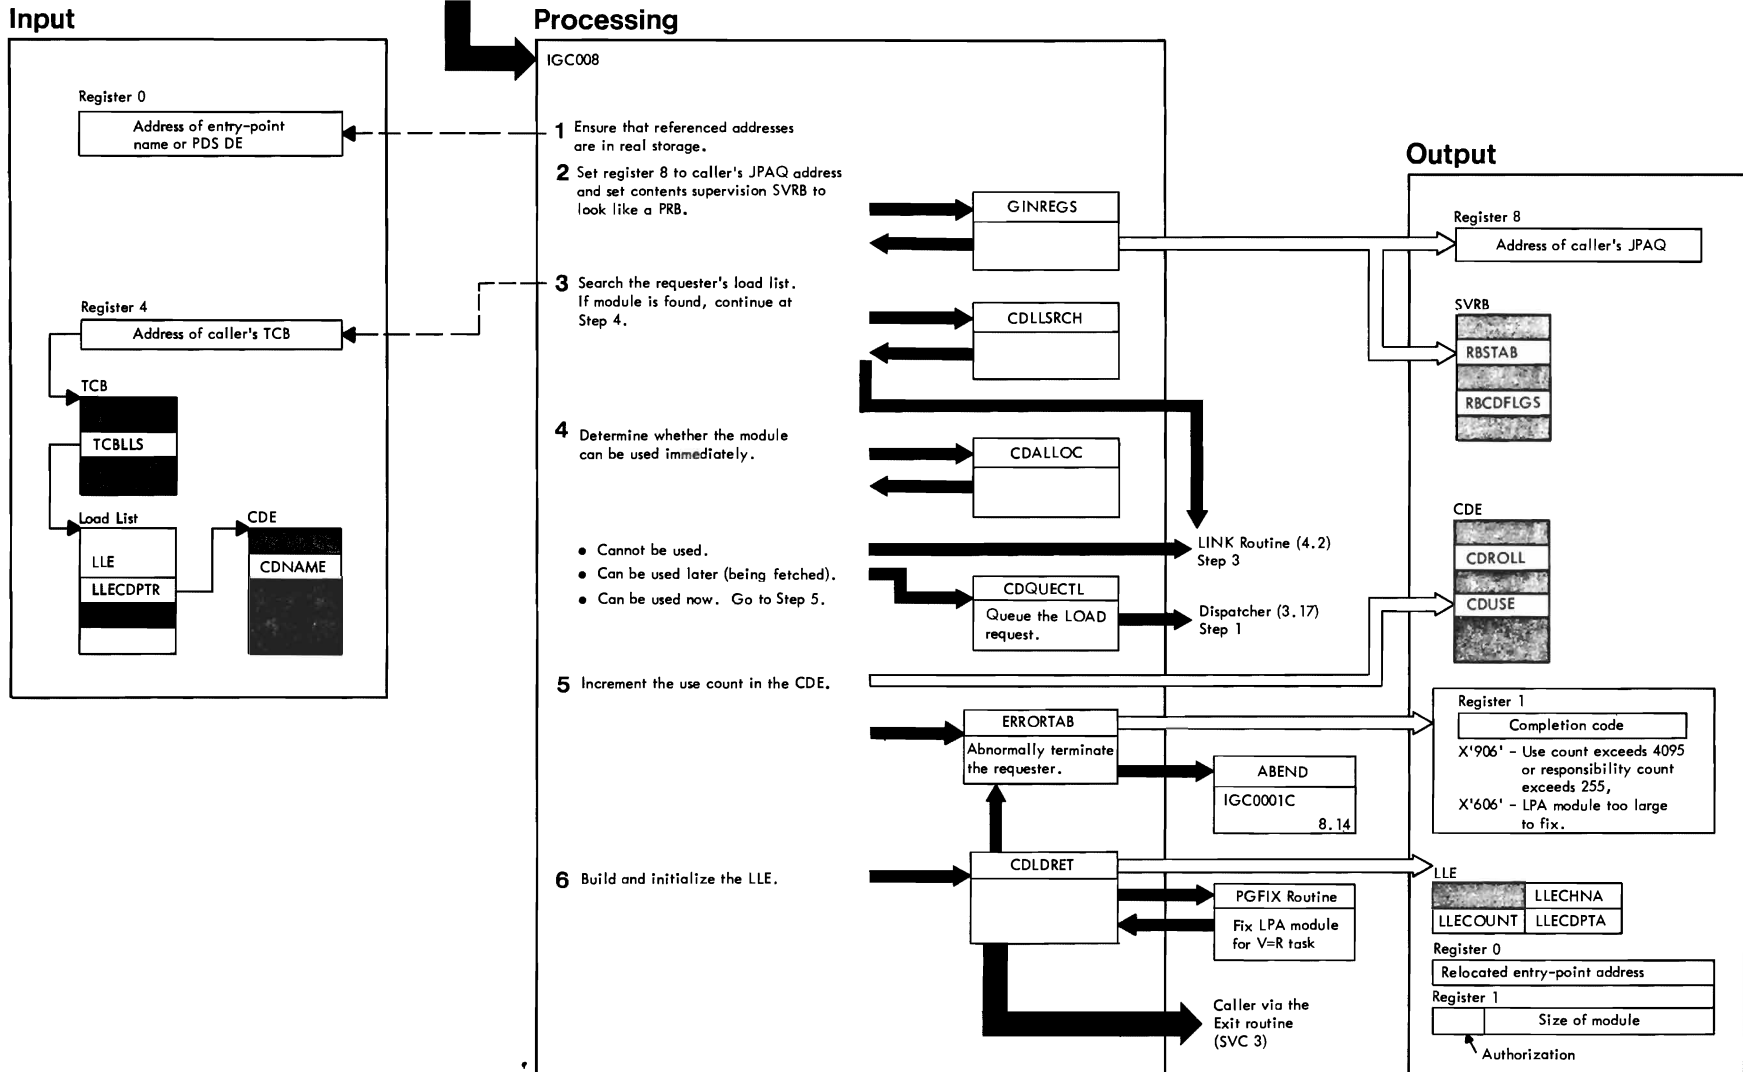 Input
Register 0
Address of entry-point
name or PDS DE
Register 4
Address of caller's TCB
TCB
TCBLLS
Load List
LLE
LLECDPTR
CDE
CDNAME
Processing
IGC008
1 Ensure that referenced addresses
are in real storage.
2 Set register 8 to caller's JPAQ address
and set contents supervision SVRB to
look like a PRB.
GINREGS
3 Search the requester's load list.
If module is found, continue at
Step 4.
CDLLSRCH
4 Determine whether the module
can be used immediately.
CDALLOC
• Cannot be used.
• Can be used later (being fetched).
• Can be used now. Go to Step 5.
LINK Routine (4.2)
Step 3
CDQUECTL
Queue the LOAD
request.
Dispatcher (3.17)
Step 1
5 Increment the use count in the CDE.
ERRORTAB
Abnormally terminate
the requester.
ABEND
IGC0001C
8.14
6 Build and initialize the LLE.
CDLDRET
PGFIX Routine
Fix LPA module
for V=R task
Caller via the
Exit routine
(SVC 3)
Output
Register 8
Address of caller's JPAQ
SVRB
RBSTAB
RBCDFLGS
CDE
CDROLL
CDUSE
Register 1
Completion code
X'906' - Use count exceeds 4095
or responsibility count
exceeds 255,
X'606' - LPA module too large
to fix.
LLE
LLECHNA
LLECOUNT LLECDPTA
Register 0
Relocated entry-point address
Register 1
Size of module
Authorization